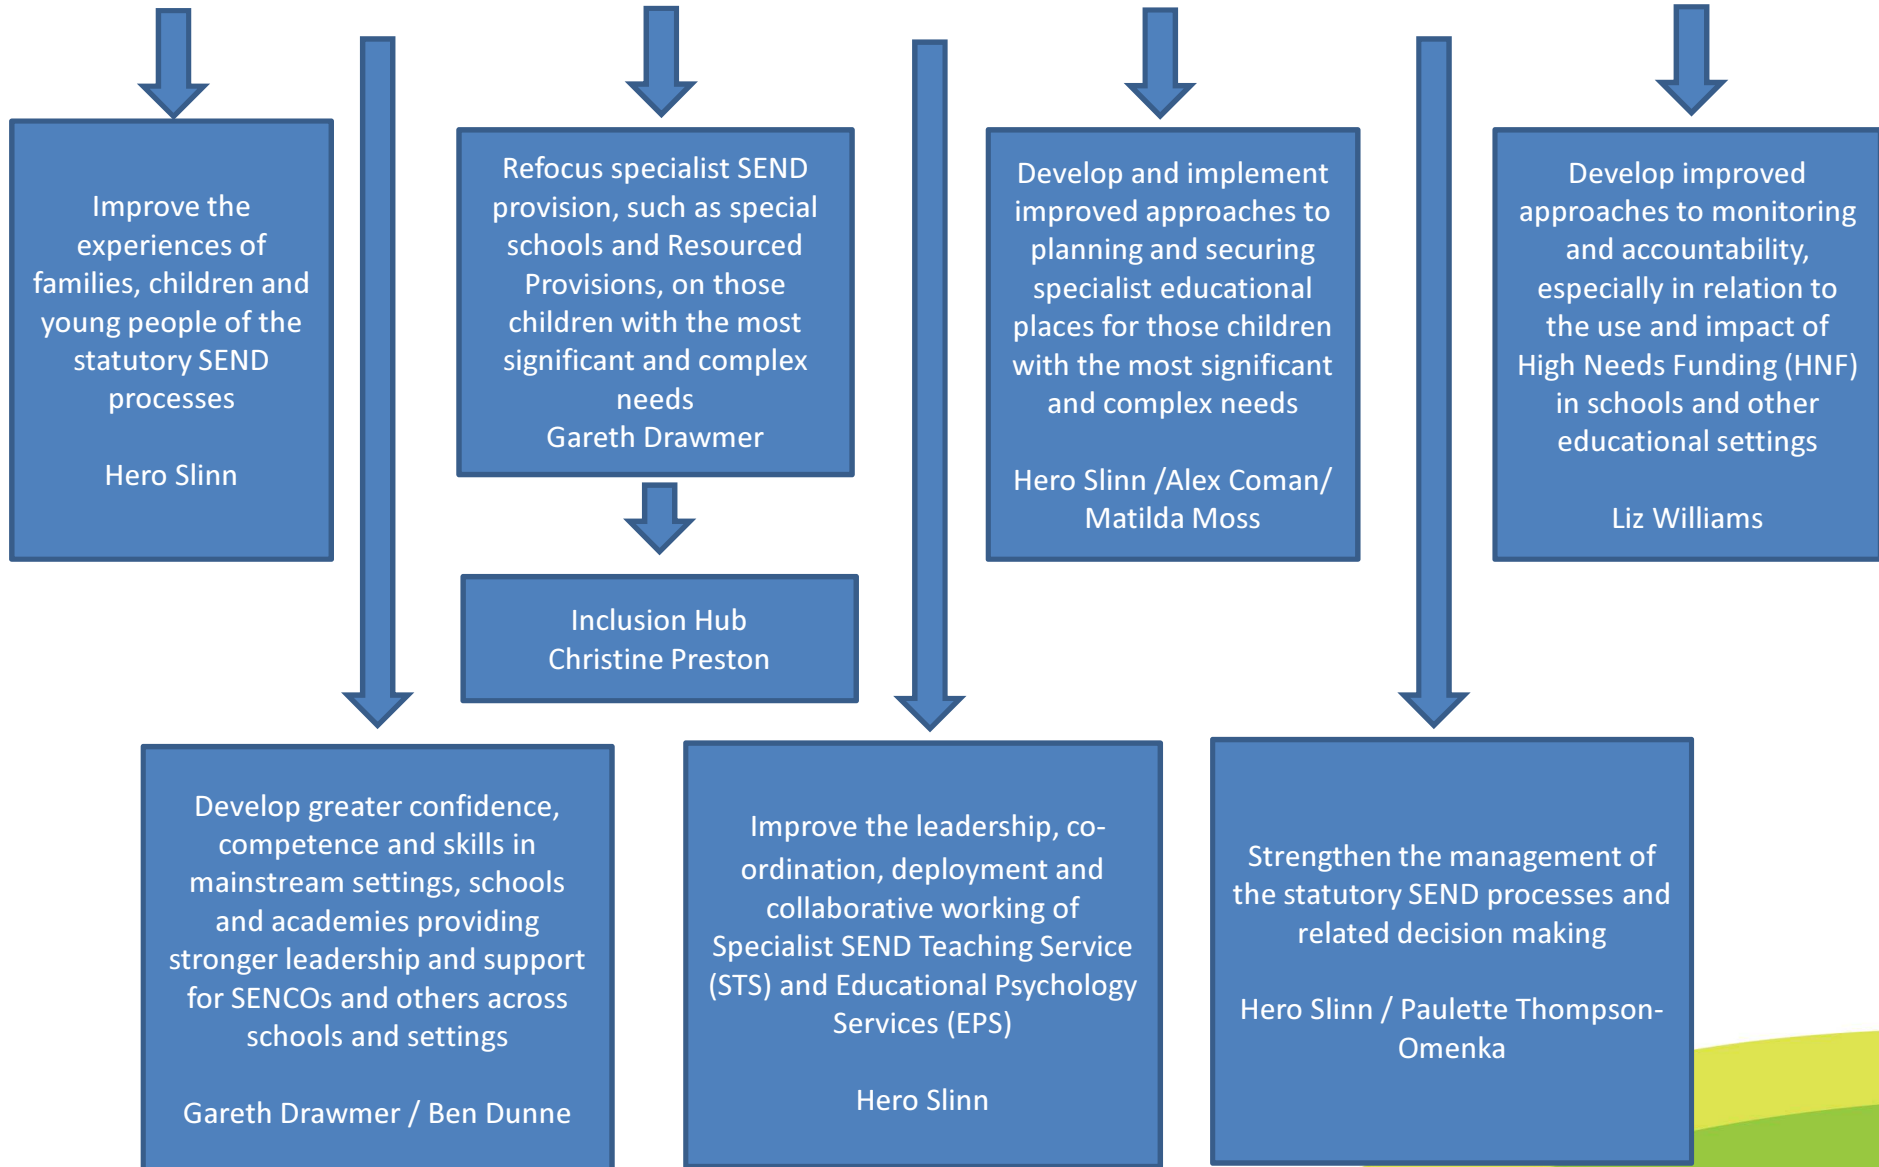 Improve the
experiences of
families, children and
young people of the
statutory SEND
processes
Hero Slinn
Refocus specialist SEND
provision, such as special
schools and Resourced
Provisions, on those
children with the most
significant and complex
needs
Gareth Drawmer
Develop and implement
improved approaches to
planning and securing
specialist educational
places for those children
with the most significant
and complex needs
Hero Slinn /Alex Coman/
Matilda Moss
Develop improved
approaches to monitoring
and accountability,
especially in relation to
the use and impact of
High Needs Funding (HNF)
in schools and other
educational settings
Liz Williams
Inclusion Hub
Christine Preston
Develop greater confidence,
competence and skills in
mainstream settings, schools
and academies providing
stronger leadership and support
for SENCOs and others across
schools and settings
Gareth Drawmer / Ben Dunne
Improve the leadership, co-
ordination, deployment and
collaborative working of
Specialist SEND Teaching Service
(STS) and Educational Psychology
Services (EPS)
Hero Slinn
Strengthen the management of
the statutory SEND processes and
related decision making
Hero Slinn / Paulette Thompson-
Omenka